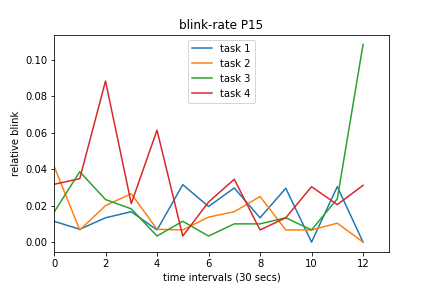 blink-rate P15
task 1
task 2
task 3
task 4
relative blink
0.10
0.08
0.06
0.04
0.02
0.00
0 2 4 6 8 10 12
time intervals (30 secs)